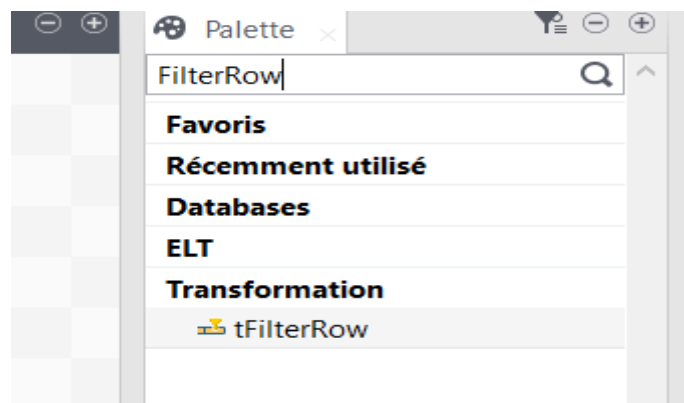 Palette
FilterRow
Favoris
Récemment utilisé
Databases
ELT
Transformation
tFilterRow